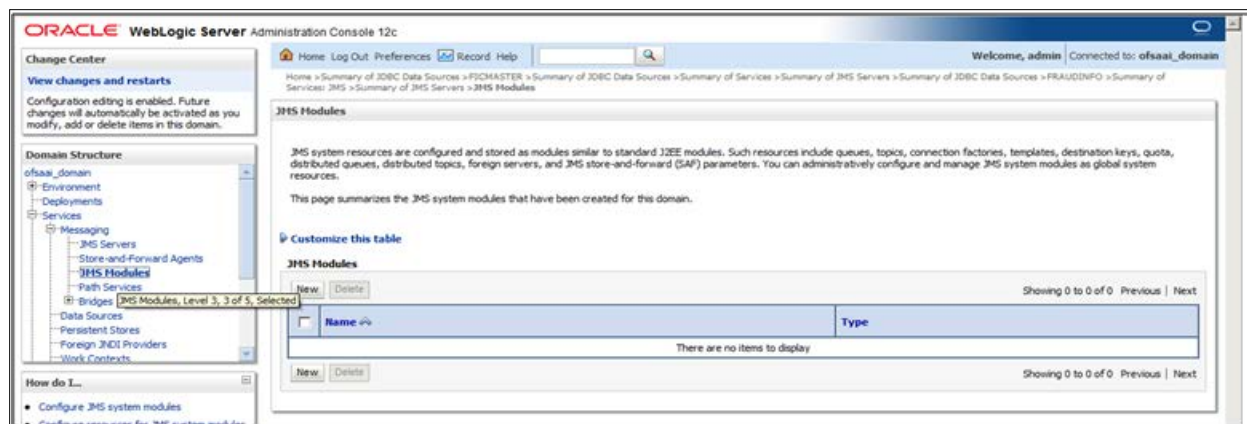 ORACLE WebLogic Server Administration Console 12c
Change Center
View changes and restarts
Configuration editing is enabled. Future
changes will automatically be activated as you
modify, add or delete items in this domain.
Domain Structure
ofsaai_domain
Environment
Deployments
Services
Messaging
JMS Servers
Store-and-Forward Agents
JMS Modules
Path Services
Bridges
JMS Modules, Level 3, 3 of 5, Selected
Data Sources
Persistent Stores
Foreign JNDI Providers
Work Contexts
How do I...
Configure JMS system modules
Configure resources for JMS system modules
Home Log Out Preferences Record Help
Welcome, admin Connected to: ofsaai_domain
Home >Summary of JDBC Data Sources >FICMASTER >Summary of JDBC Data Sources >Summary of Services >Summary of JMS Servers >Summary of JDBC Data Sources >FRAUDINFO >Summary of
Services: JMS >Summary of JMS Servers >JMS Modules
JMS Modules
JMS system resources are configured and stored as modules similar to standard J2EE modules. Such resources include queues, topics, connection factories, templates, destination keys, quota,
distributed queues, distributed topics, foreign servers, and JMS store-and-forward (SAF) parameters. You can administratively configure and manage JMS system modules as global system
resources.
This page summarizes the JMS system modules that have been created for this domain.
Customize this table
JMS Modules
New Delete Showing 0 to 0 of 0 Previous | Next
Name Type
There are no items to display
New Delete Showing 0 to 0 of 0 Previous | Next